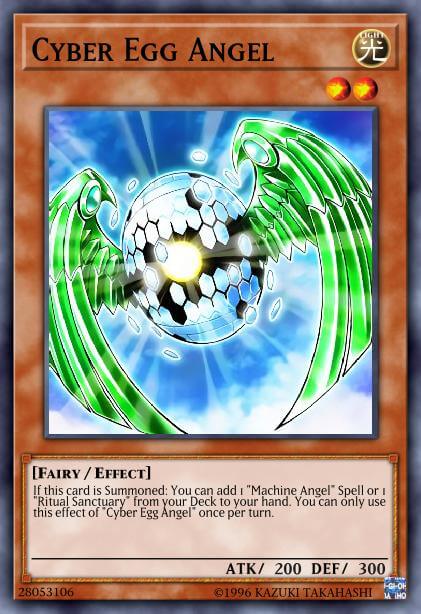 CYBER EGG ANGEL
LIGHT
光
[FAIRY / EFFECT]
If this card is Summoned: You can add 1 "Machine Angel" Spell or 1
"Ritual Sanctuary" from your Deck to your hand. You can only use
this effect of "Cyber Egg Angel" once per turn.
ATK/ 200 DEF/ 300
28053106
©1996 KAZUKI TAKAHASHI